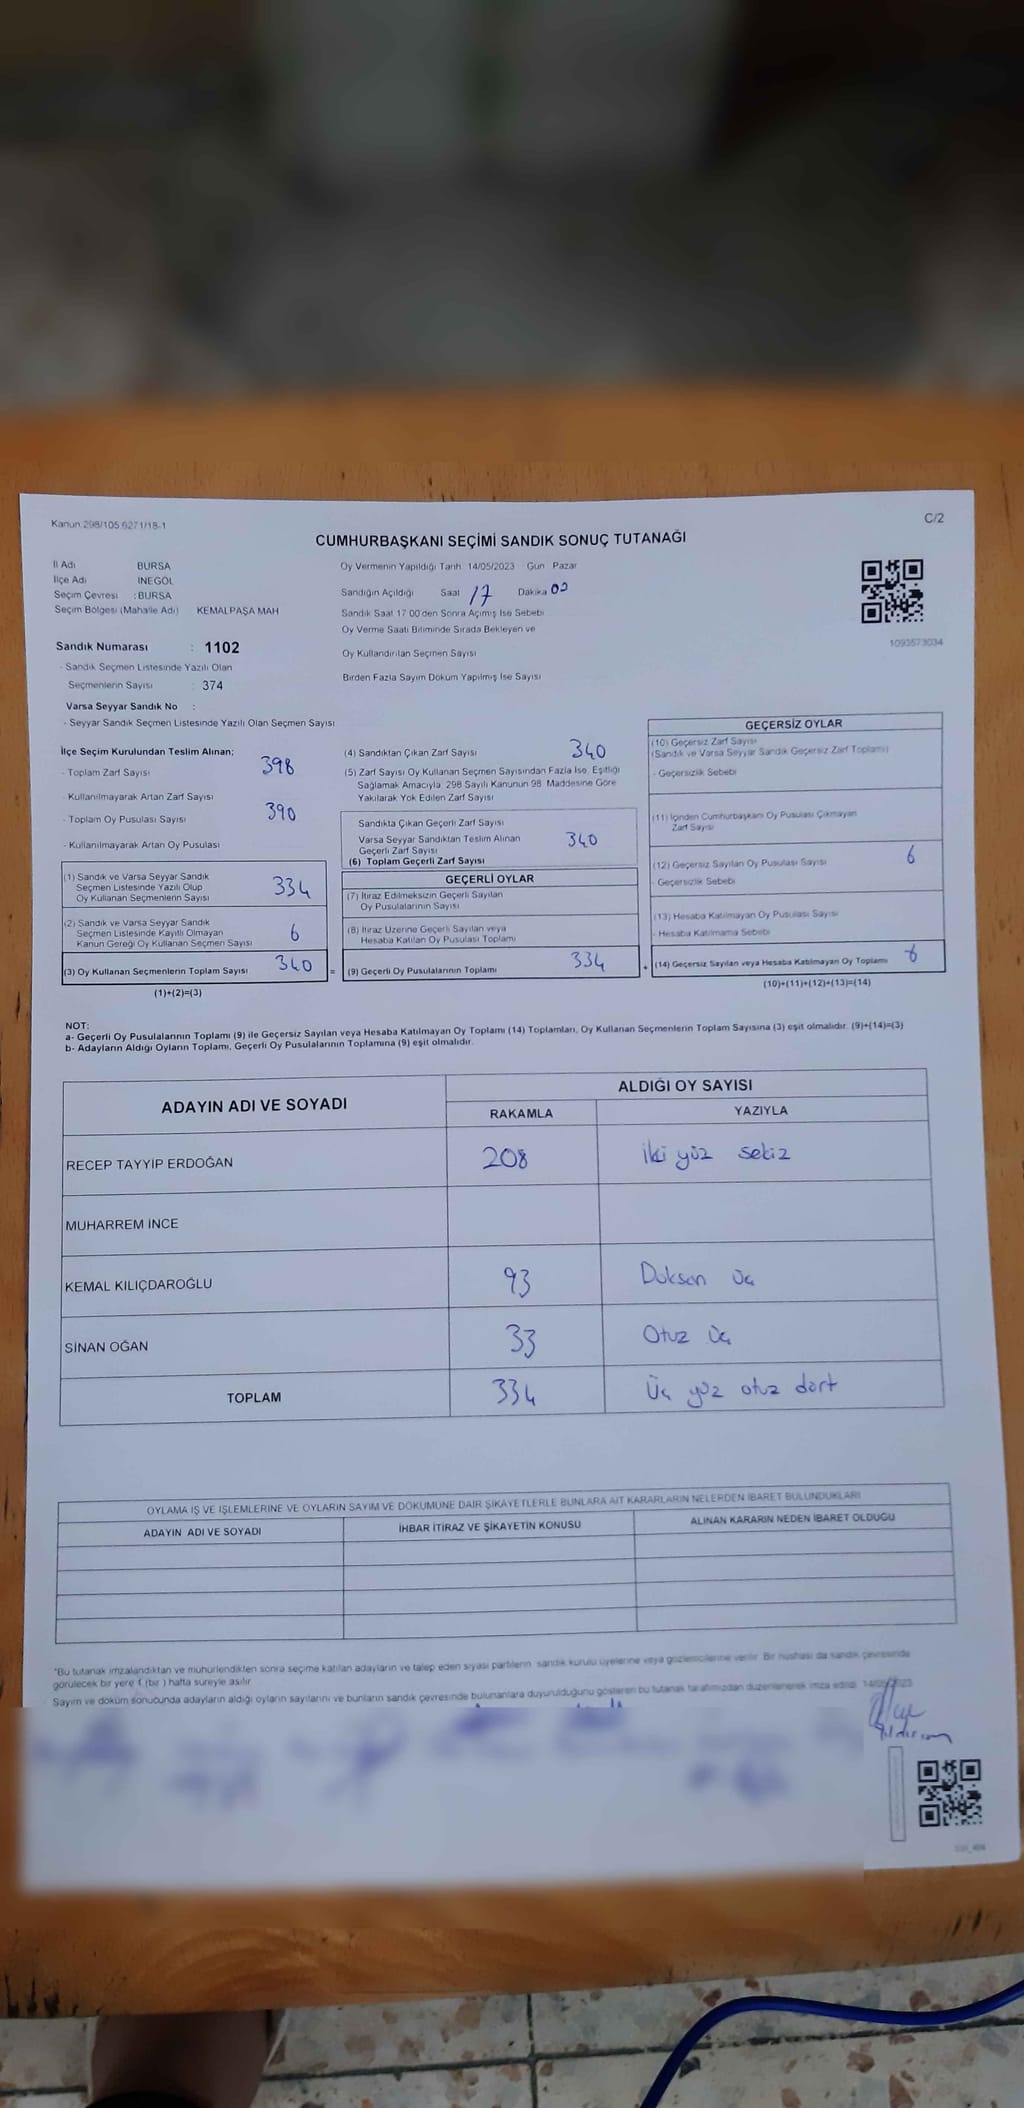 Kanun.298/105.6271/18-1
C/2
CUMHURBAŞKANI SEÇİMİ SANDIK SONUÇ TUTANAĞI
İl Adı BURSA
İlçe Adı İNEGÖL
Seçim Çevresi : BURSA
Seçim Bölgesi (Mahalle Adı) KEMALPAŞA MAH
Oy Vermenin Yapıldığı Tarih 14/05/2023 Gün Pazar
Sandığın Açıldığı Saat 17 Dakika 00
Sandık Saat 17 00'den Sonra Açımış İse Sebebi
Oy Verme Saati Bitiminde Sırada Bekleyen ve
Oy Kullandırılan Seçmen Sayısı
Birden Fazla Sayım Döküm Yapılmış İse Sayısı
1093573034
Sandık Numarası : 1102
- Sandık Seçmen Listesinde Yazılı Olan
Seçmenlerin Sayısı : 374
Varsa Seyyar Sandık No :
- Seyyar Sandık Seçmen Listesinde Yazılı Olan Seçmen Sayısı
İlçe Seçim Kurulundan Teslim Alınan;
- Toplam Zarf Sayısı 398
- Kullanılmayarak Artan Zarf Sayısı
- Toplam Oy Pusulası Sayısı 390
- Kullanılmayarak Artan Oy Pusulası
(1) Sandık ve Varsa Seyyar Sandık
Seçmen Listesinde Yazılı Olup
Oy Kullanan Seçmenlerin Sayısı 334
(2) Sandık ve Varsa Seyyar Sandık
Seçmen Listesinde Kayıtlı Olmayan
Kanun Gereği Oy Kullanan Seçmen Sayısı 6
(3) Oy Kullanan Seçmenlerin Toplam Sayısı 340
(1)+(2)=(3)
(4) Sandıktan Çıkan Zarf Sayısı 340
(5) Zarf Sayısı Oy Kullanan Seçmen Sayısından Fazla İse, Eşitliği
Sağlamak Amacıyla 298 Sayılı Kanunun 98. Maddesine Göre
Yakılarak Yok Edilen Zarf Sayısı
Sandıkta Çıkan Geçerli Zarf Sayısı
Varsa Seyyar Sandıktan Teslim Alınan
Geçerli Zarf Sayısı 340
(6) Toplam Geçerli Zarf Sayısı
GEÇERLİ OYLAR
(7) İtiraz Edilmeksizin Geçerli Sayılan
Oy Pusulalarının Sayısı
(8) İtiraz Üzerine Geçerli Sayılan veya
Hesaba Katılan Oy Pusulası Toplamı
= (9) Geçerli Oy Pusulalarının Toplamı 334 +
GEÇERSİZ OYLAR
(10) Geçersiz Zarf Sayısı
(Sandık ve Varsa Seyyar Sandık Geçersiz Zarf Toplamı)
- Geçersizlik Sebebi
(11) İçinden Cumhurbaşkanı Oy Pusulası Çıkmayan
Zarf Sayısı
(12) Geçersiz Sayılan Oy Pusulası Sayısı 6
- Geçersizlik Sebebi
(13) Hesaba Katılmayan Oy Pusulası Sayısı
- Hesaba Katılmama Sebebi
(14) Geçersiz Sayılan veya Hesaba Katılmayan Oy Toplamı 6
(10)+(11)+(12)+(13)=(14)
NOT:
a- Geçerli Oy Pusulalarının Toplamı (9) ile Geçersiz Sayılan veya Hesaba Katılmayan Oy Toplamı (14) Toplamları, Oy Kullanan Seçmenlerin Toplam Sayısına (3) eşit olmalıdır. (9)+(14)=(3)
b- Adayların Aldığı Oyların Toplamı, Geçerli Oy Pusulalarının Toplamına (9) eşit olmalıdır.
ADAYIN ADI VE SOYADI
ALDIĞI OY SAYISI
RAKAMLA YAZIYLA
RECEP TAYYİP ERDOĞAN 208 iki yüz sekiz
MUHARREM İNCE
KEMAL KILIÇDAROĞLU 93 Doksan üç
SİNAN OĞAN 33 Otuz üç
TOPLAM 334 Üç yüz otuz dört
OYLAMA İŞ VE İŞLEMLERİNE VE OYLARIN SAYIM VE DÖKÜMÜNE DAİR ŞİKAYETLERLE BUNLARA AİT KARARLARIN NELERDEN İBARET BULUNDUKLARI
ADAYIN ADI VE SOYADI İHBAR İTİRAZ VE ŞİKAYETİN KONUSU ALINAN KARARIN NEDEN İBARET OLDUĞU
*Bu tutanak imzalandıktan ve mühürlendikten sonra seçime katılan adayların ve talep eden siyasi partilerin sandık kurulu üyelerine veya gözlemcilerine verilir. Bir nüshası da sandık çevresinde
görülecek bir yere 1 (bir) hafta süreyle asılır
Sayım ve döküm sonucunda adayların aldığı oyların sayılarını ve bunların sandık çevresinde bulunanlara duyurulduğunu gösteren bu tutanak tarafımızdan düzenlenerek imza edildi. 14/05/2023
Yıldırım